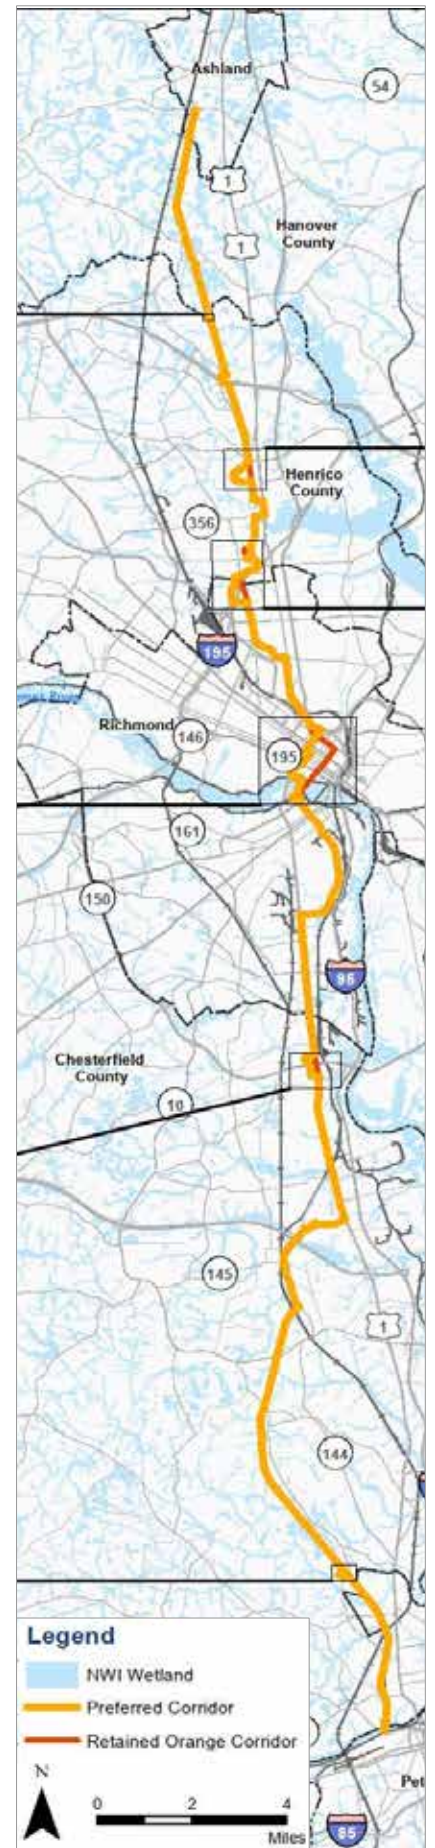 Ashland
54
1
Hanover
County
1
Henrico
County
356
195
Richmond
146
195
161
150
95
Chesterfield
County
10
145
1
144
Legend
NWI Wetland
Preferred Corridor
Retained Orange Corridor
N
0 2 4
Miles
Pet
85